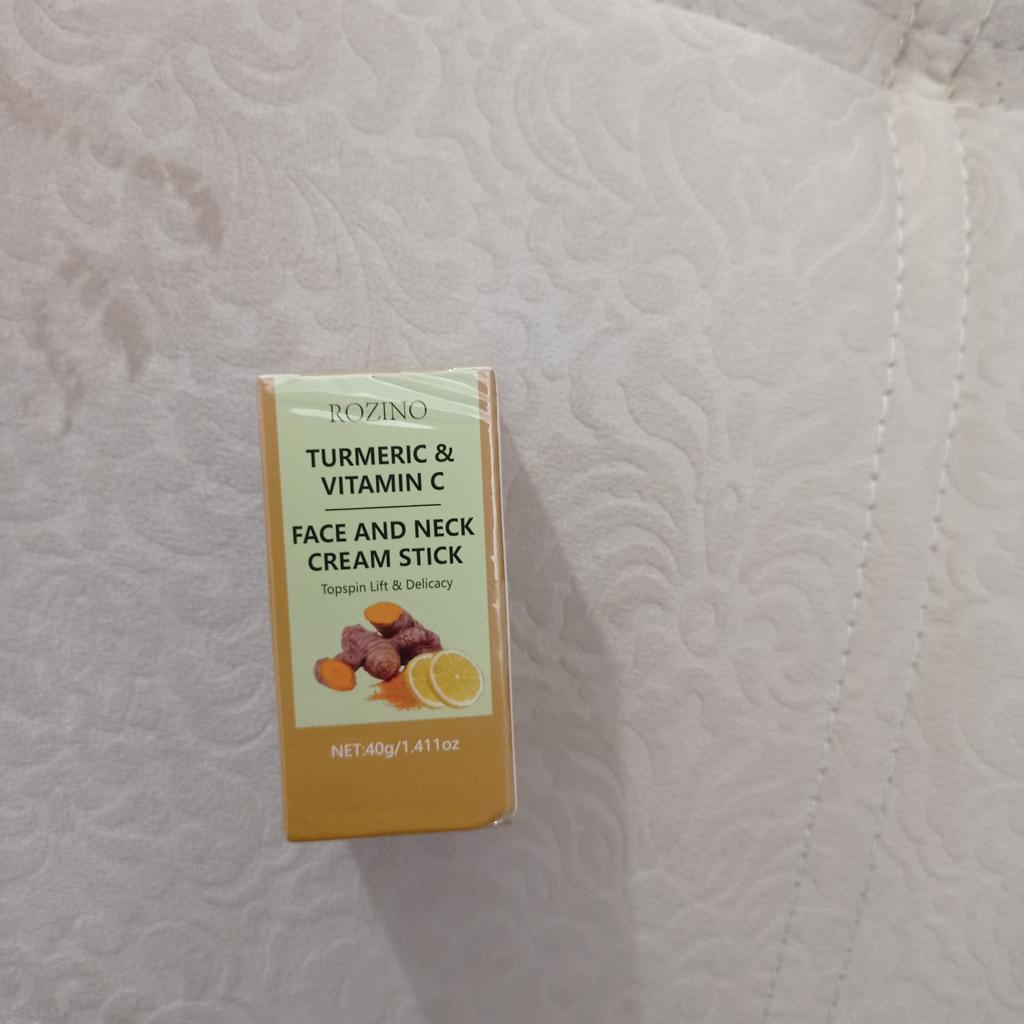 ROZINO
TURMERIC &
VITAMIN C
FACE AND NECK
CREAM STICK
Topspin Lift & Delicacy
NET:40g/1.411oz